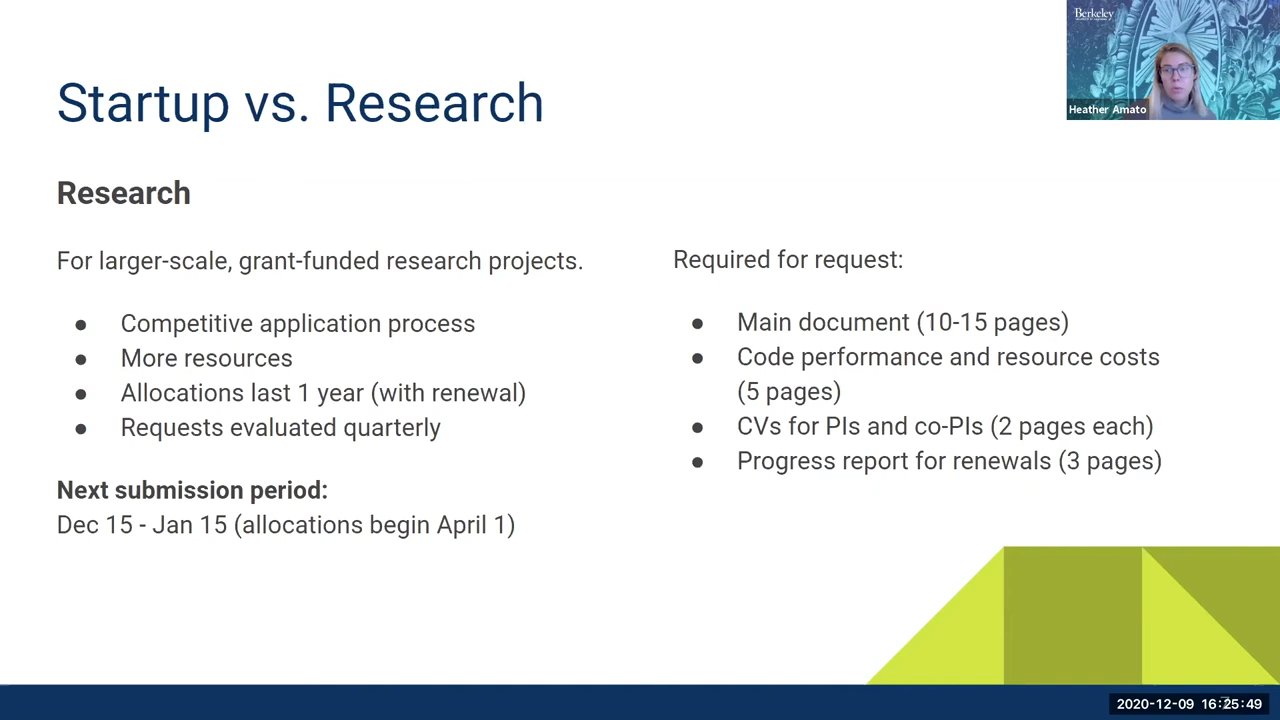 Berkeley
Heather Amato
Startup vs. Research
Research
For larger-scale, grant-funded research projects.
● Competitive application process
● More resources
● Allocations last 1 year (with renewal)
● Requests evaluated quarterly
Next submission period:
Dec 15 - Jan 15 (allocations begin April 1)
Required for request:
● Main document (10-15 pages)
● Code performance and resource costs
(5 pages)
● CVs for PIs and co-PIs (2 pages each)
● Progress report for renewals (3 pages)
2020-12-09 16:25:49